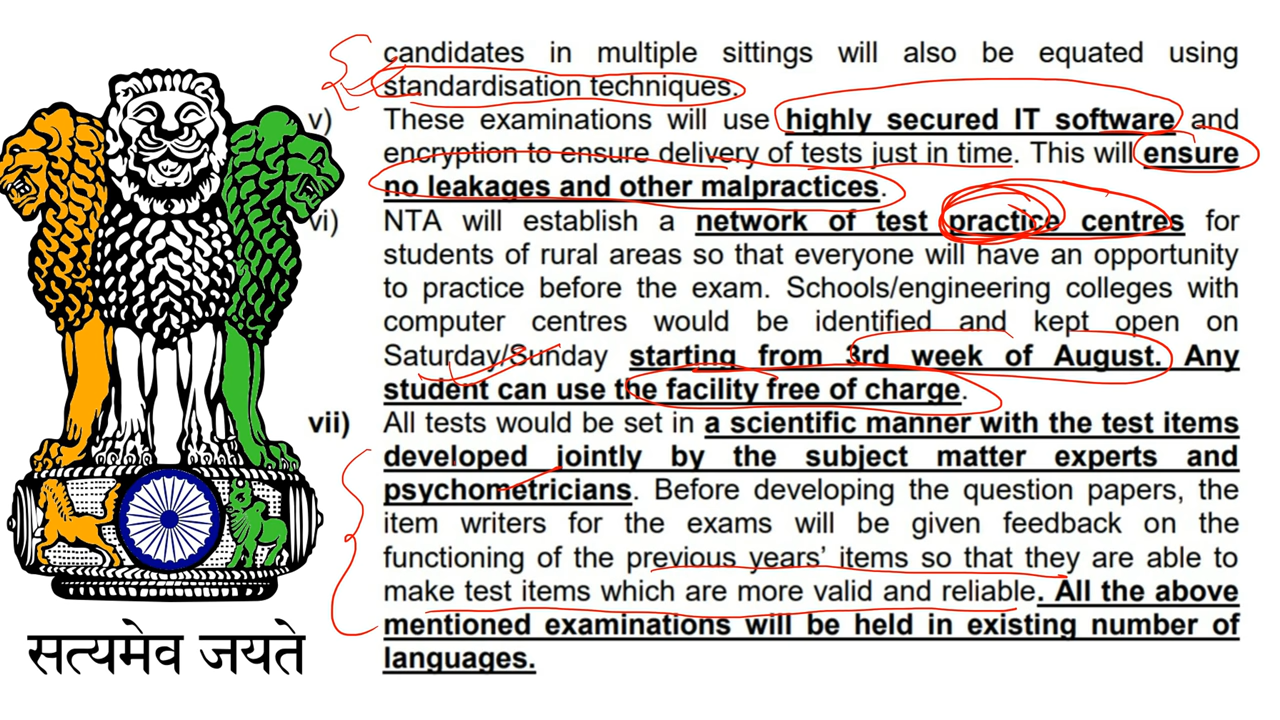 candidates in multiple sittings will also be equated using
standardisation techniques.
v) These examinations will use highly secured IT software and
encryption to ensure delivery of tests just in time. This will ensure
no leakages and other malpractices.
vi) NTA will establish a network of test practice centres for
students of rural areas so that everyone will have an opportunity
to practice before the exam. Schools/engineering colleges with
computer centres would be identified and kept open on
Saturday/Sunday starting from 3rd week of August. Any
student can use the facility free of charge.
vii) All tests would be set in a scientific manner with the test items
developed jointly by the subject matter experts and
psychometricians. Before developing the question papers, the
item writers for the exams will be given feedback on the
functioning of the previous years’ items so that they are able to
make test items which are more valid and reliable. All the above
mentioned examinations will be held in existing number of
languages.
सत्यमेव जयते